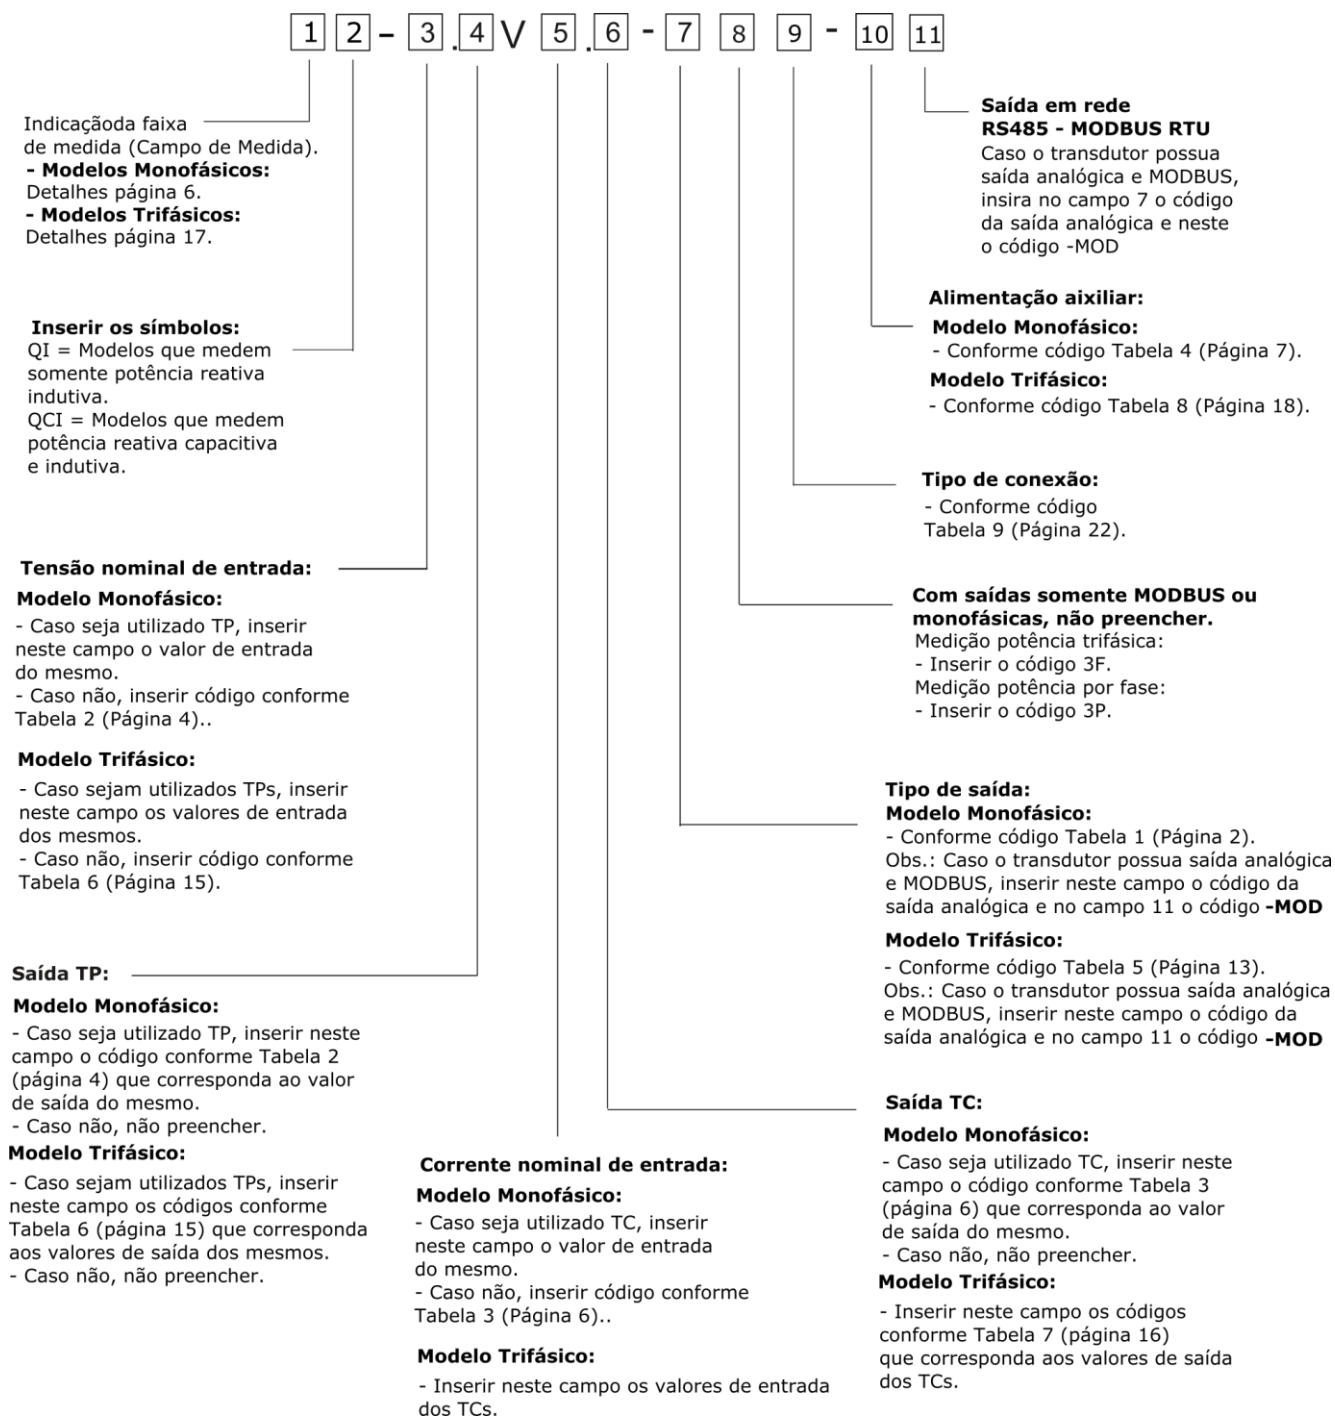 1 2 - 3 .4 V 5 .6 - 7 8 9 - 10 11
Indicaçãoda faixa
de medida (Campo de Medida).
- Modelos Monofásicos:
Detalhes página 6.
- Modelos Trifásicos:
Detalhes página 17.
Inserir os símbolos:
QI = Modelos que medem
somente potência reativa
indutiva.
QCI = Modelos que medem
potência reativa capacitiva
e indutiva.
Tensão nominal de entrada:
Modelo Monofásico:
- Caso seja utilizado TP, inserir
neste campo o valor de entrada
do mesmo.
- Caso não, inserir código conforme
Tabela 2 (Página 4)..
Modelo Trifásico:
- Caso sejam utilizados TPs, inserir
neste campo os valores de entrada
dos mesmos.
- Caso não, inserir código conforme
Tabela 6 (Página 15).
Saída TP:
Modelo Monofásico:
- Caso seja utilizado TP, inserir neste
campo o código conforme Tabela 2
(página 4) que corresponda ao valor
de saída do mesmo.
- Caso não, não preencher.
Modelo Trifásico:
- Caso sejam utilizados TPs, inserir
neste campo os códigos conforme
Tabela 6 (página 15) que corresponda
aos valores de saída dos mesmos.
- Caso não, não preencher.
Corrente nominal de entrada:
Modelo Monofásico:
- Caso seja utilizado TC, inserir
neste campo o valor de entrada
do mesmo.
- Caso não, inserir código conforme
Tabela 3 (Página 6)..
Modelo Trifásico:
- Inserir neste campo os valores de entrada
dos TCs.
Saída em rede
RS485 - MODBUS RTU
Caso o transdutor possua
saída analógica e MODBUS,
insira no campo 7 o código
da saída analógica e neste
o código -MOD
Alimentação aixiliar:
Modelo Monofásico:
- Conforme código Tabela 4 (Página 7).
Modelo Trifásico:
- Conforme código Tabela 8 (Página 18).
Tipo de conexão:
- Conforme código
Tabela 9 (Página 22).
Com saídas somente MODBUS ou
monofásicas, não preencher.
Medição potência trifásica:
- Inserir o código 3F.
Medição potência por fase:
- Inserir o código 3P.
Tipo de saída:
Modelo Monofásico:
- Conforme código Tabela 1 (Página 2).
Obs.: Caso o transdutor possua saída analógica
e MODBUS, inserir neste campo o código da
saída analógica e no campo 11 o código -MOD
Modelo Trifásico:
- Conforme código Tabela 5 (Página 13).
Obs.: Caso o transdutor possua saída analógica
e MODBUS, inserir neste campo o código da
saída analógica e no campo 11 o código -MOD
Saída TC:
Modelo Monofásico:
- Caso seja utilizado TC, inserir neste
campo o código conforme Tabela 3
(página 6) que corresponda ao valor
de saída do mesmo.
- Caso não, não preencher.
Modelo Trifásico:
- Inserir neste campo os códigos
conforme Tabela 7 (página 16)
que corresponda aos valores de saída
dos TCs.